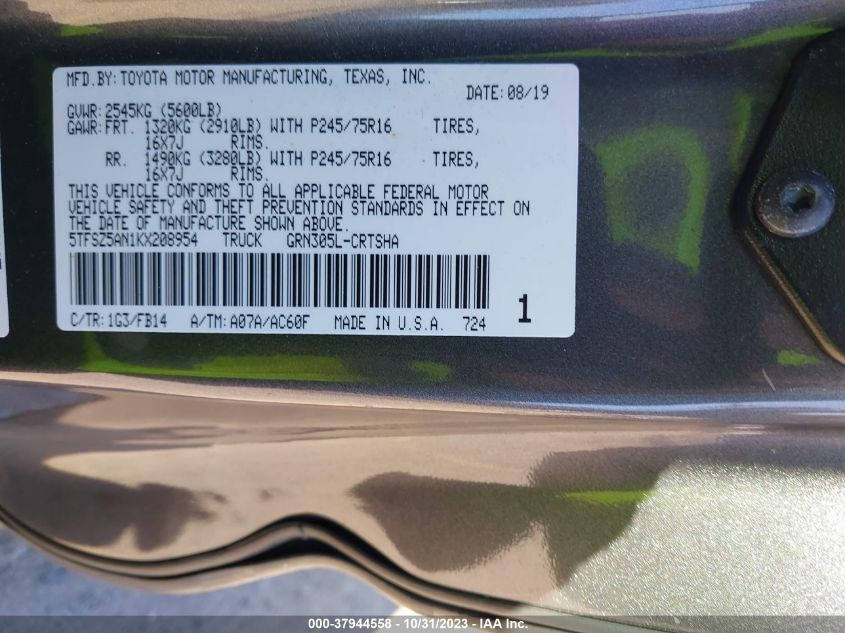 MFD.BY: TOYOTA MOTOR MANUFACTURING, TEXAS, INC.
DATE: 08/19
GVWR: 2545KG (5600LB)
GAWR: FRT. 1320KG (2910LB) WITH P245/75R16 TIRES,
16X7J RIMS.
RR. 1490KG (3280LB) WITH P245/75R16 TIRES,
16X7J RIMS.
THIS VEHICLE CONFORMS TO ALL APPLICABLE FEDERAL MOTOR
VEHICLE SAFETY AND THEFT PREVENTION STANDARDS IN EFFECT ON
THE DATE OF MANUFACTURE SHOWN ABOVE.
5TFSZ5AN1KX208954 TRUCK GRN305L-CRTSHA
1
C/TR: 1G3/FB14 A/TM: A07A/AC60F MADE IN U.S.A. 724
000-37944558 - 10/31/2023 - IAA Inc.